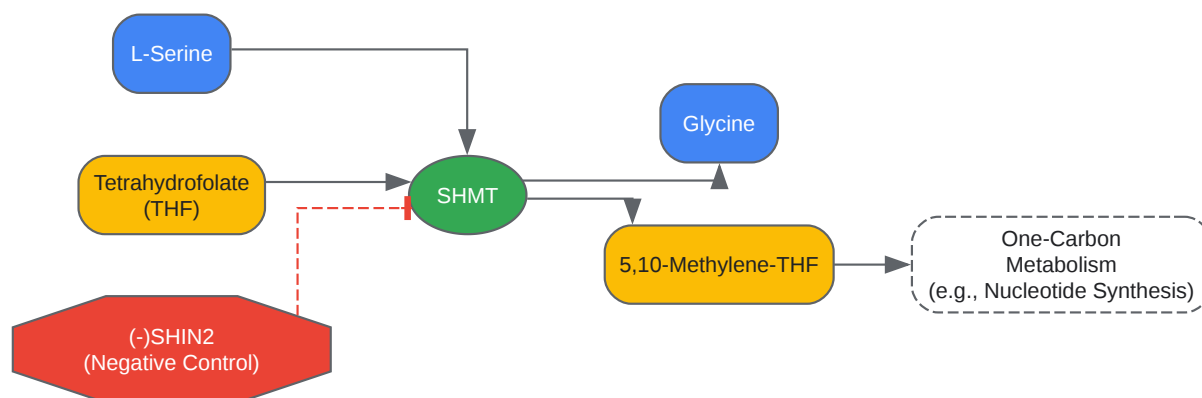 L-Serine
Glycine
Tetrahydrofolate
(THF)
SHMT
5,10-Methylene-THF
One-Carbon
Metabolism
(e.g., Nucleotide Synthesis)
(-)SHIN2
(Negative Control)